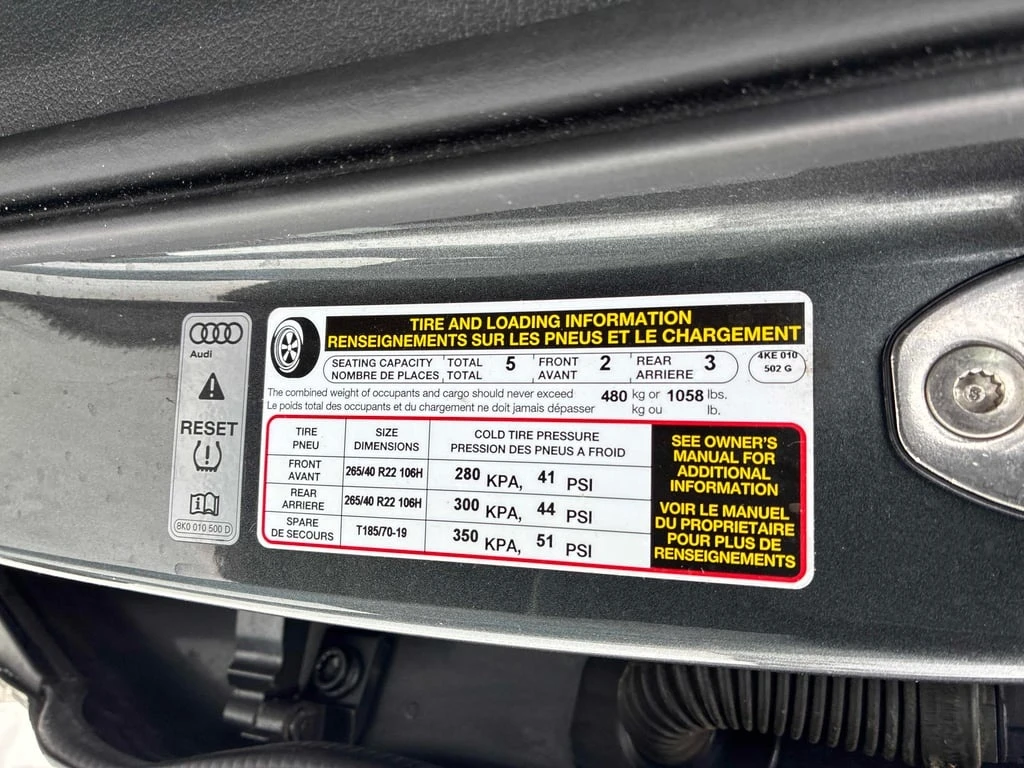 Audi
RESET
8K0 010 500 D
TIRE AND LOADING INFORMATION
RENSEIGNEMENTS SUR LES PNEUS ET LE CHARGEMENT
SEATING CAPACITY TOTAL 5 FRONT 2 REAR 3
NOMBRE DE PLACES TOTAL AVANT ARRIERE
4KE 010
502 G
The combined weight of occupants and cargo should never exceed 480 kg or 1058 lbs.
Le poids total des occupants et du chargement ne doit jamais dépasser kg ou lb.
TIRE SIZE COLD TIRE PRESSURE
PNEU DIMENSIONS PRESSION DES PNEUS A FROID
FRONT
AVANT 265/40 R22 106H 280 KPA, 41 PSI
REAR
ARRIERE 265/40 R22 106H 300 KPA, 44 PSI
SPARE
DE SECOURS T185/70-19 350 KPA, 51 PSI
SEE OWNER'S
MANUAL FOR
ADDITIONAL
INFORMATION
VOIR LE MANUEL
DU PROPRIETAIRE
POUR PLUS DE
RENSEIGNEMENTS